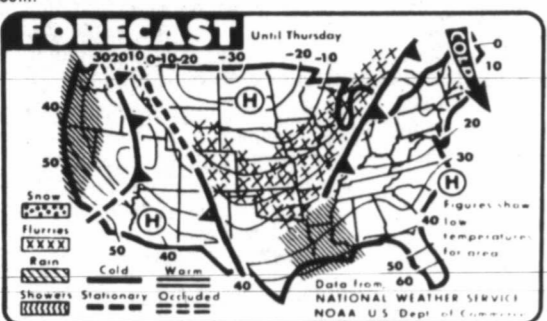 FORECAST Until Thursday
COLD
30 20 10 0 -10 -20 -30 -20 -10 0
10
40
20
50
30
H
H
H
Snow
Flurries
XXXX
Rain
Showers
50 40
Cold Warm
Stationary Occluded
40
40
50
60
Figures show
low
temperatures
for area
Data from
NATIONAL WEATHER SERVICE
NOAA US Dept of Commerce